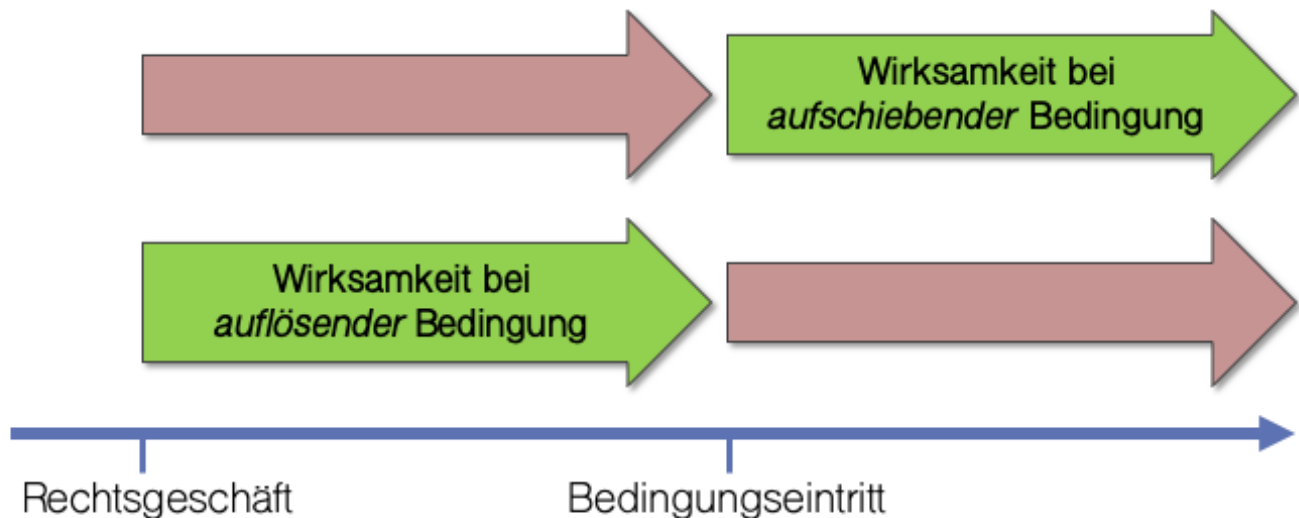 Wirksamkeit bei
aufschiebender Bedingung
Wirksamkeit bei
auflösender Bedingung
Rechtsgeschäft
Bedingungseintritt